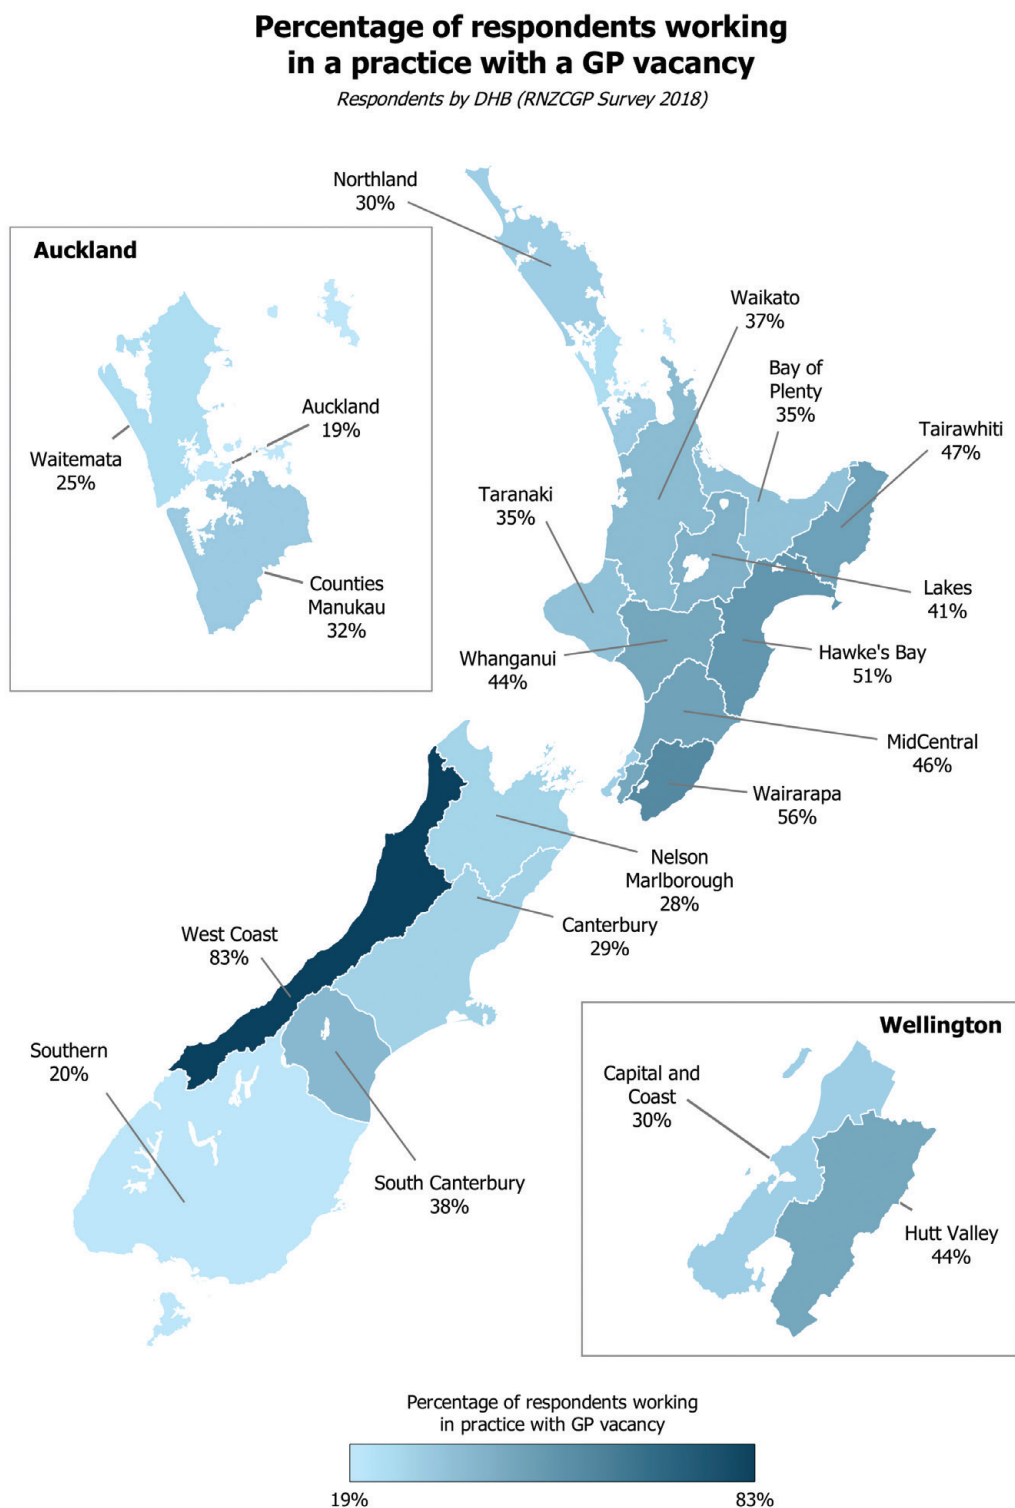 Percentage of respondents working
in a practice with a GP vacancy
Respondents by DHB (RNZCGP Survey 2018)
Northland
30%
Auckland
Waikato
37%
Bay of
Plenty
35%
Auckland
19%
Tairawhiti
47%
Waitemata
25%
Taranaki
35%
Counties
Manukau
32%
Lakes
41%
Whanganui
44%
Hawke's Bay
51%
MidCentral
46%
Wairarapa
56%
Nelson
Marlborough
28%
Canterbury
29%
West Coast
83%
Wellington
Southern
20%
Capital and
Coast
30%
South Canterbury
38%
Hutt Valley
44%
Percentage of respondents working
in practice with GP vacancy
19%
83%